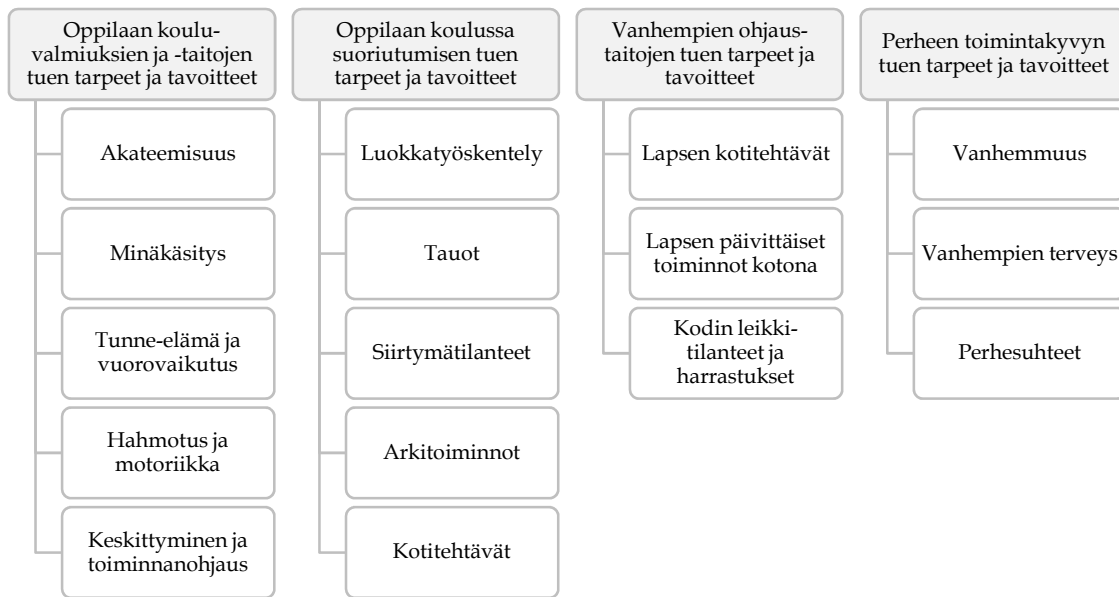 Oppilaan koulu-
valmiuksien ja -taitojen
tuen tarpeet ja tavoitteet
Akateemisuus
Minäkäsitys
Tunne-elämä ja
vuorovaikutus
Hahmotus ja
motoriikka
Keskittyminen ja
toiminnanohjaus
Oppilaan koulussa
suoriutumisen tuen
tarpeet ja tavoitteet
Luokkatyöskentely
Tauot
Siirtymätilanteet
Arkitoiminnot
Kotitehtävät
Vanhempien ohjaus-
taitojen tuen tarpeet ja
tavoitteet
Lapsen kotitehtävät
Lapsen päivittäiset
toiminnot kotona
Kodin leikki-
tilanteet ja
harrastukset
Perheen toimintakyvyn
tuen tarpeet ja tavoitteet
Vanhemmuus
Vanhempien terveys
Perhesuhteet